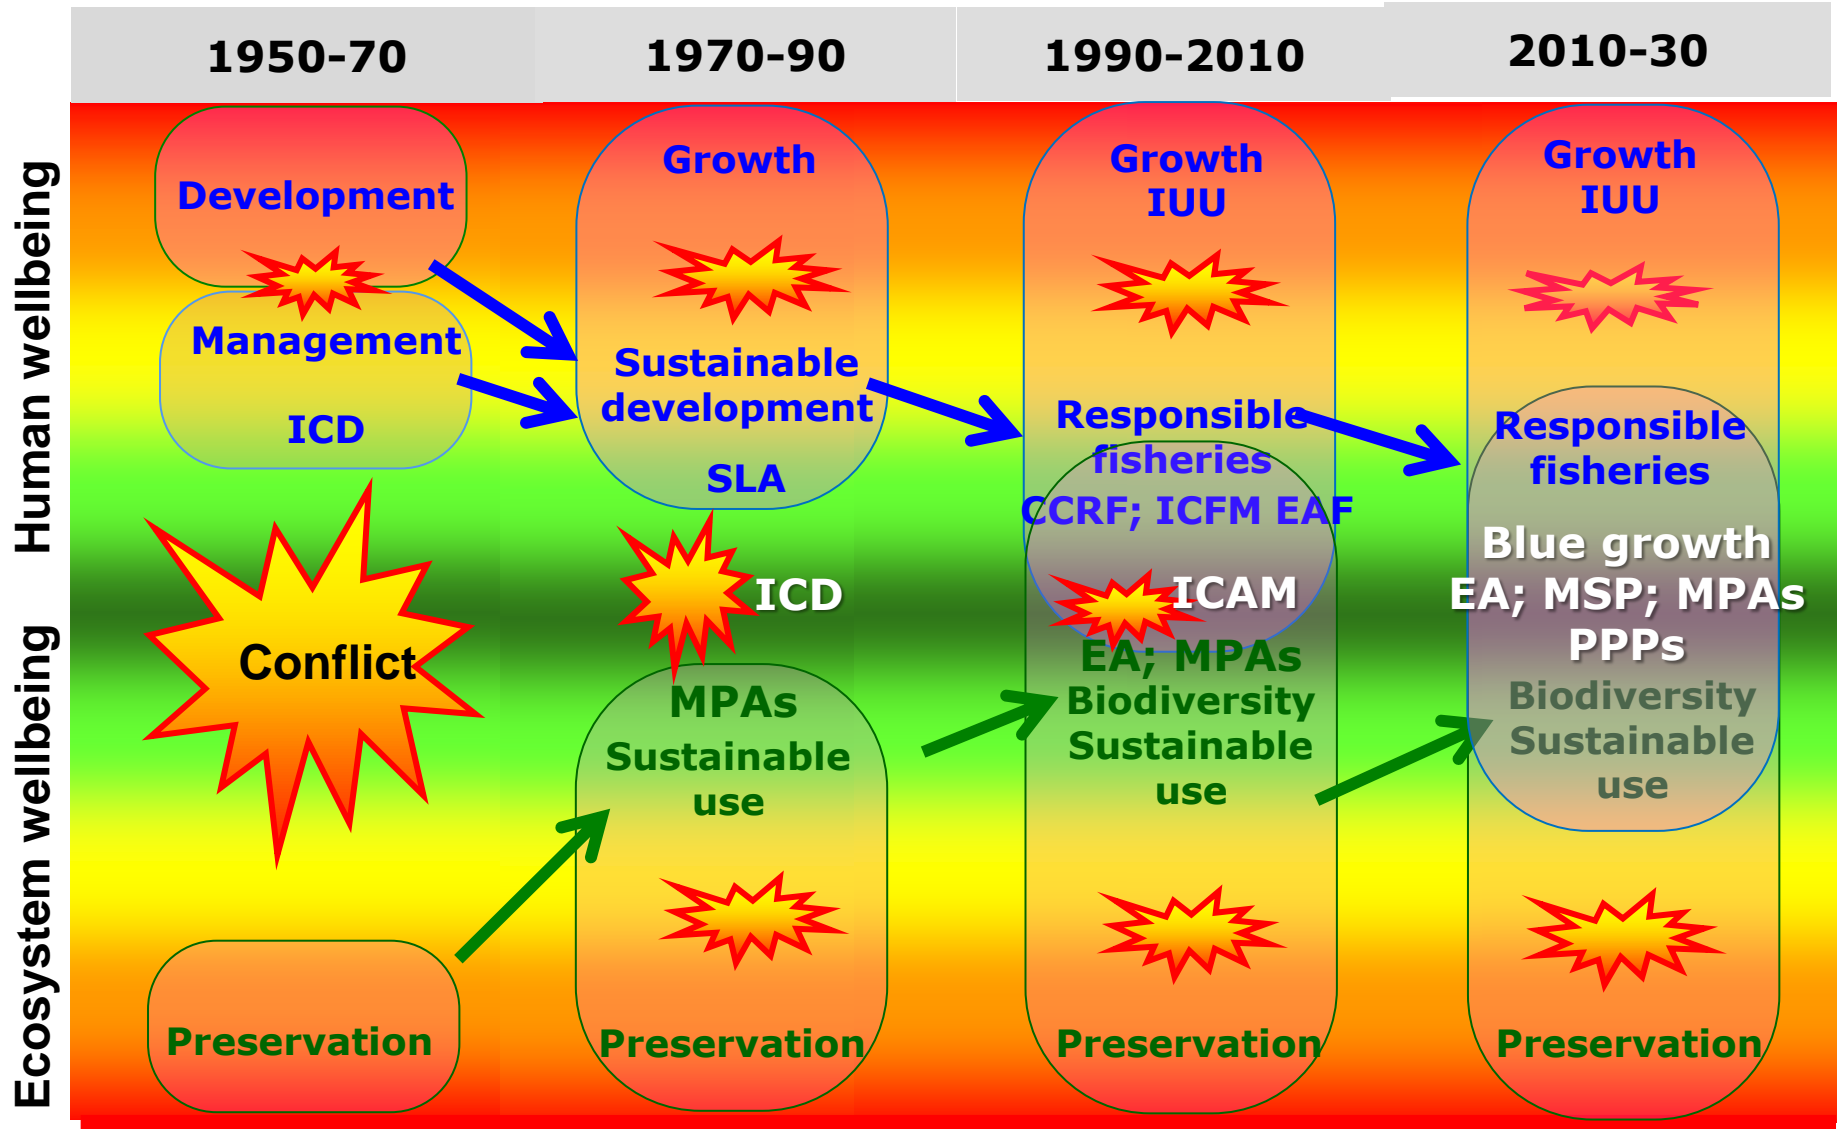 1950-70
1970-90
1990-2010
2010-30
Human wellbeing
Ecosystem wellbeing
Development
Management
ICD
Conflict
Preservation
Growth
Sustainable
development
SLA
ICD
MPAs
Sustainable
use
Preservation
Growth
IUU
Responsible
fisheries
CCRF; ICFM EAF
ICAM
EA; MPAs
Biodiversity
Sustainable
use
Preservation
Growth
IUU
Responsible
fisheries
Blue growth
EA; MSP; MPAs
PPPs
Biodiversity
Sustainable
use
Preservation